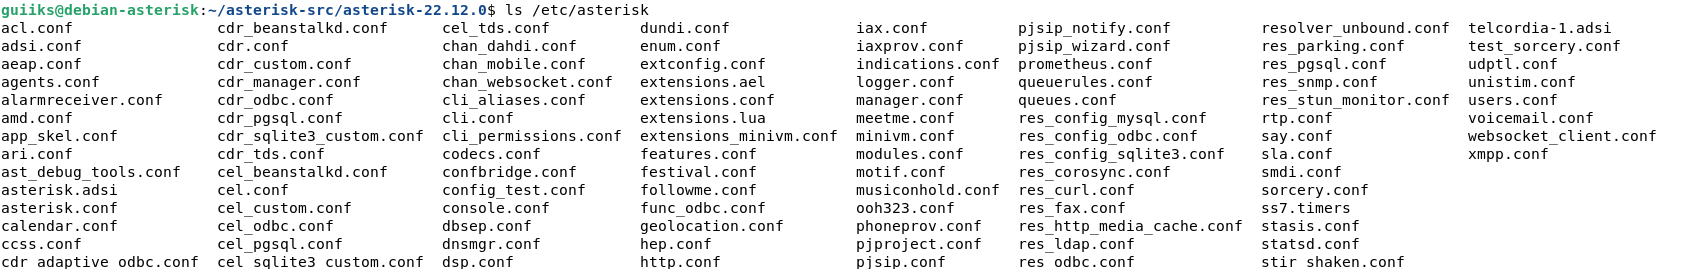 guiiks@debian-asterisk:~/asterisk-src/asterisk-22.12.0$ ls /etc/asterisk
acl.conf cdr_beanstalkd.conf cel_tds.conf dundi.conf iax.conf pjsip_notify.conf resolver_unbound.conf telcordia-1.adsi
adsi.conf cdr.conf chan_dahdi.conf enum.conf iaxprov.conf pjsip_wizard.conf res_parking.conf test_sorcery.conf
aeap.conf cdr_custom.conf chan_mobile.conf extconfig.conf indications.conf prometheus.conf res_pgsql.conf udptl.conf
agents.conf cdr_manager.conf chan_websocket.conf extensions.ael logger.conf queuerules.conf res_snmp.conf unistim.conf
alarmreceiver.conf cdr_odbc.conf cli_aliases.conf extensions.conf manager.conf queues.conf res_stun_monitor.conf users.conf
amd.conf cdr_pgsql.conf cli.conf extensions.lua meetme.conf res_config_mysql.conf rtp.conf voicemail.conf
app_skel.conf cdr_sqlite3_custom.conf cli_permissions.conf extensions_minivm.conf minivm.conf res_config_odbc.conf say.conf websocket_client.conf
ari.conf cdr_tds.conf codecs.conf features.conf modules.conf res_config_sqlite3.conf sla.conf xmpp.conf
ast_debug_tools.conf cel_beanstalkd.conf confbridge.conf festival.conf motif.conf res_corosync.conf smdi.conf
asterisk.adsi cel.conf config_test.conf followme.conf musiconhold.conf res_curl.conf sorcery.conf
asterisk.conf cel_custom.conf console.conf func_odbc.conf ooh323.conf res_fax.conf ss7.timers
calendar.conf cel_odbc.conf dbsep.conf geolocation.conf phoneprov.conf res_http_media_cache.conf stasis.conf
ccss.conf cel_pgsql.conf dnsmgr.conf hep.conf pjproject.conf res_ldap.conf statsd.conf
cdr_adaptive_odbc.conf cel_sqlite3_custom.conf dsp.conf http.conf pjsip.conf res_odbc.conf stir_shaken.conf